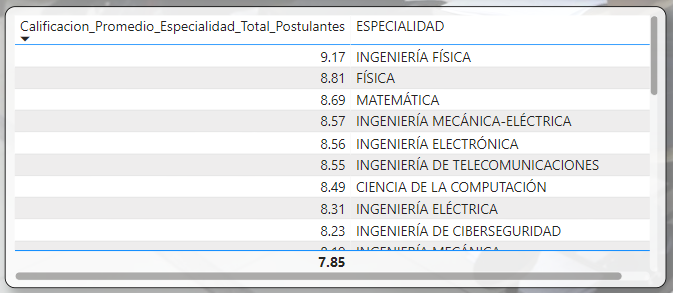 Calificacion_Promedio_Especialidad_Total_Postulantes ESPECIALIDAD
9.17 INGENIERÍA FÍSICA
8.81 FÍSICA
8.69 MATEMÁTICA
8.57 INGENIERÍA MECÁNICA-ELÉCTRICA
8.56 INGENIERÍA ELECTRÓNICA
8.55 INGENIERÍA DE TELECOMUNICACIONES
8.49 CIENCIA DE LA COMPUTACIÓN
8.31 INGENIERÍA ELÉCTRICA
8.23 INGENIERÍA DE CIBERSEGURIDAD
INGENIERÍA MECÁNICA
7.85